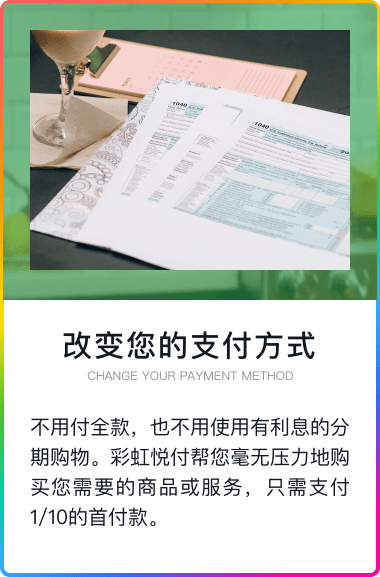 1040
1040
改变您的支付方式
CHANGE YOUR PAYMENT METHOD
不用付全款，也不用使用有利息的分
期购物。彩虹悦付帮您毫无压力地购
买您需要的商品或服务，只需支付
1/10的首付款。